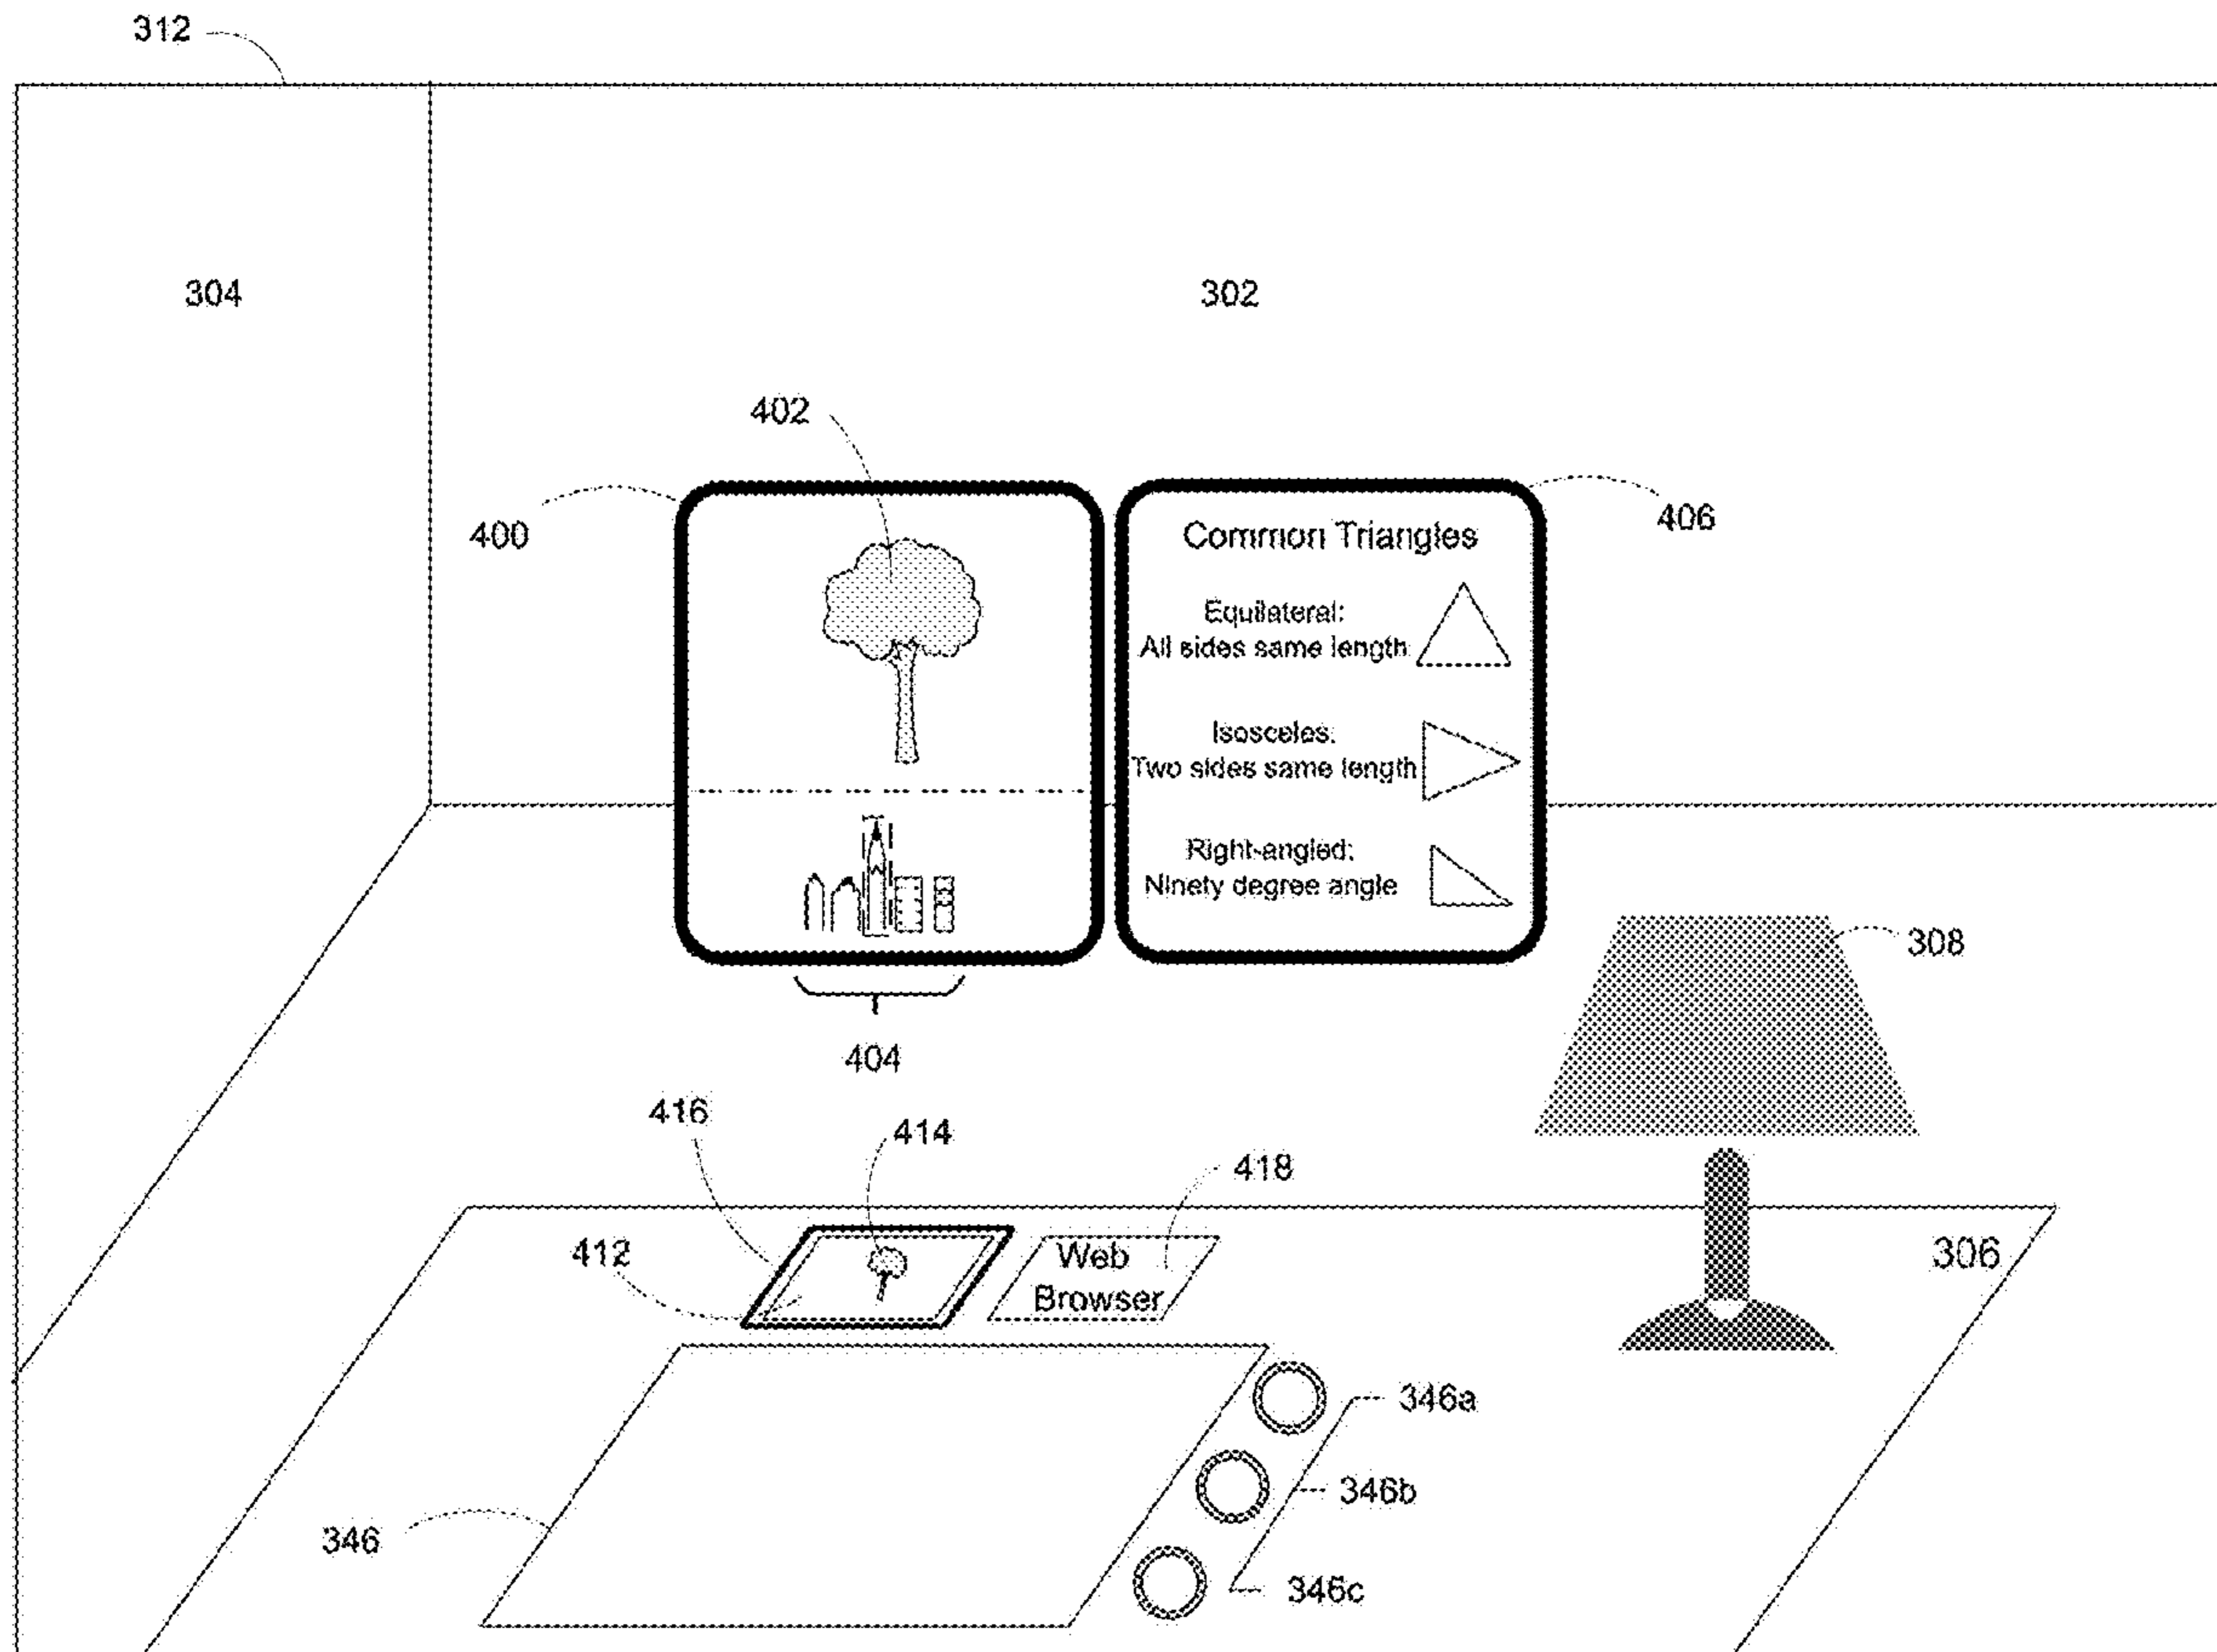 312
304
302
402
400
406
Common Triangles
Equilateral:
All sides same length
Isosceles:
Two sides same length
Right-angled:
Ninety degree angle
308
404
416
414
418
412
Web
Browser
306
346a
346b
346
346c